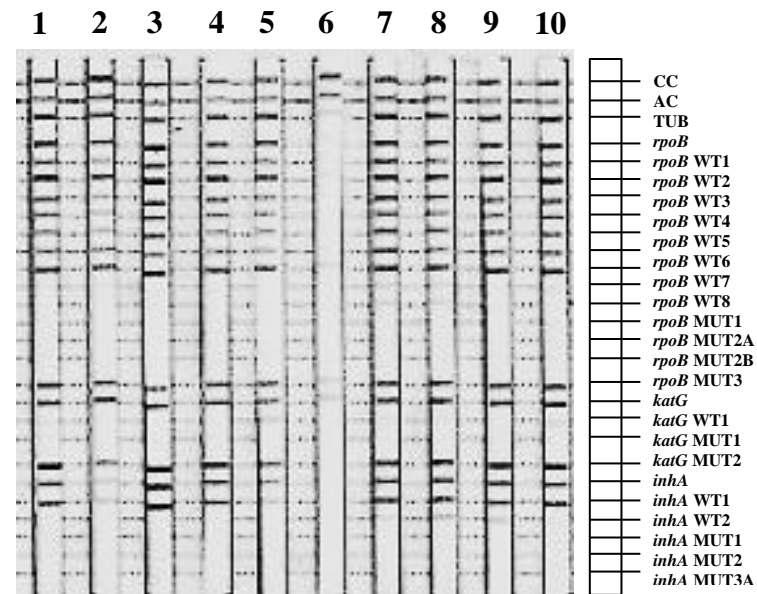 1 2 3 4 5 6 7 8 9 10
CC
AC
TUB
rpoB
rpoB WT1
rpoB WT2
rpoB WT3
rpoB WT4
rpoB WT5
rpoB WT6
rpoB WT7
rpoB WT8
rpoB MUT1
rpoB MUT2A
rpoB MUT2B
rpoB MUT3
katG
katG WT1
katG MUT1
katG MUT2
inhA
inhA WT1
inhA WT2
inhA MUT1
inhA MUT2
inhA MUT3A